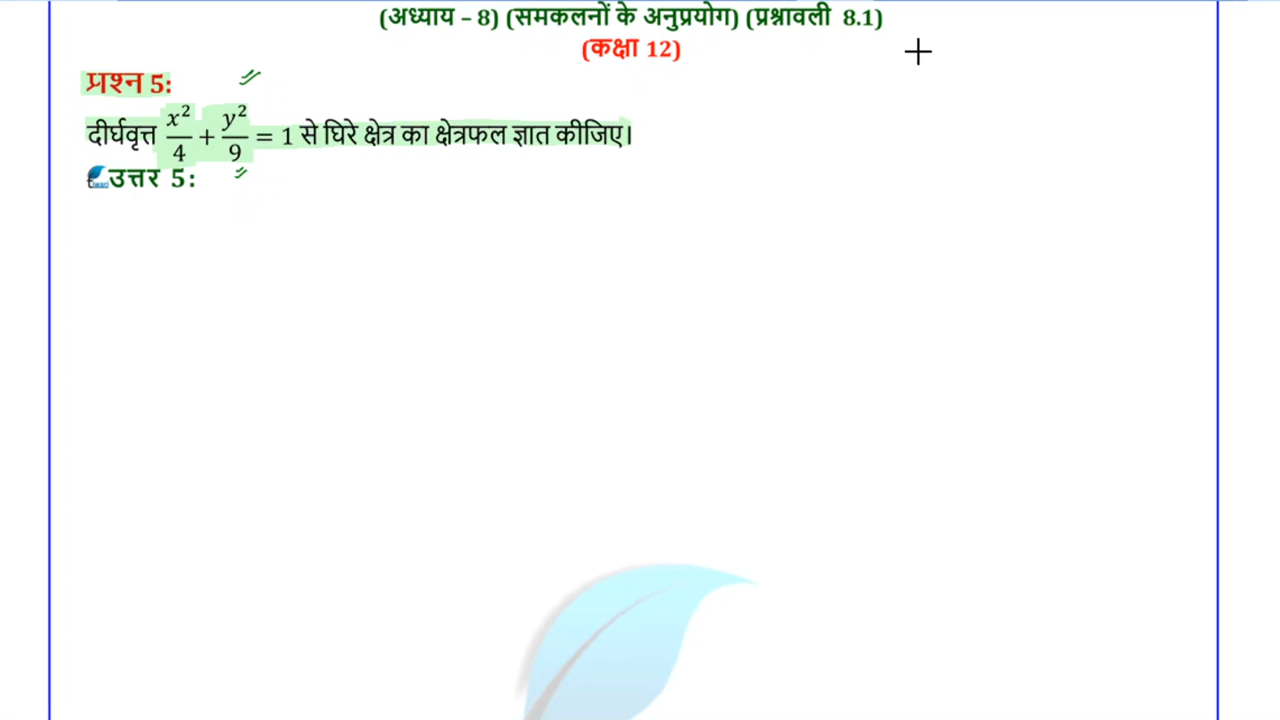 (अध्याय – 8) (समकलनों के अनुप्रयोग) (प्रश्नावली 8.1)
(कक्षा 12)
प्रश्न 5:
दीर्घवृत्त x²/4 + y²/9 = 1 से घिरे क्षेत्र का क्षेत्रफल ज्ञात कीजिए।
उत्तर 5: